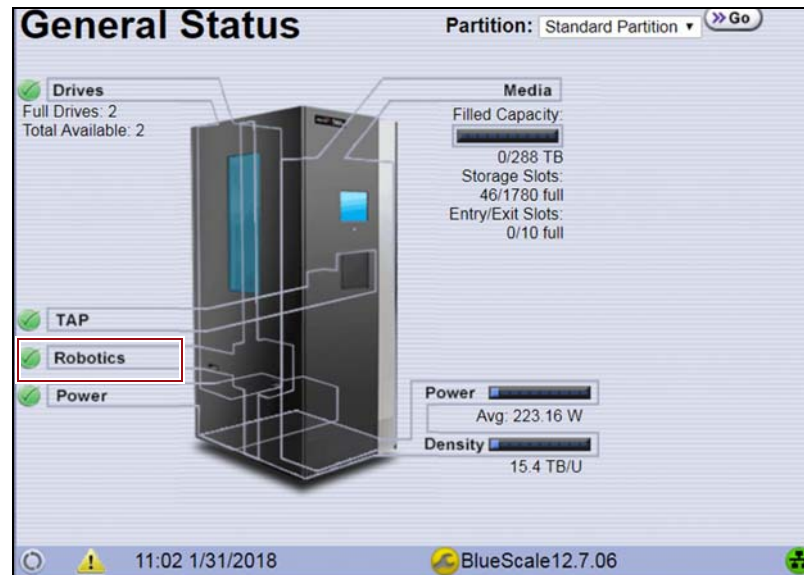 General Status
Partition: Standard Partition
Go
Drives
Full Drives: 2
Total Available: 2
Media
Filled Capacity:
0/288 TB
Storage Slots:
46/1780 full
Entry/Exit Slots:
0/10 full
TAP
Robotics
Power
Power
Avg: 223.16 W
Density
15.4 TB/U
11:02 1/31/2018
BlueScale12.7.06